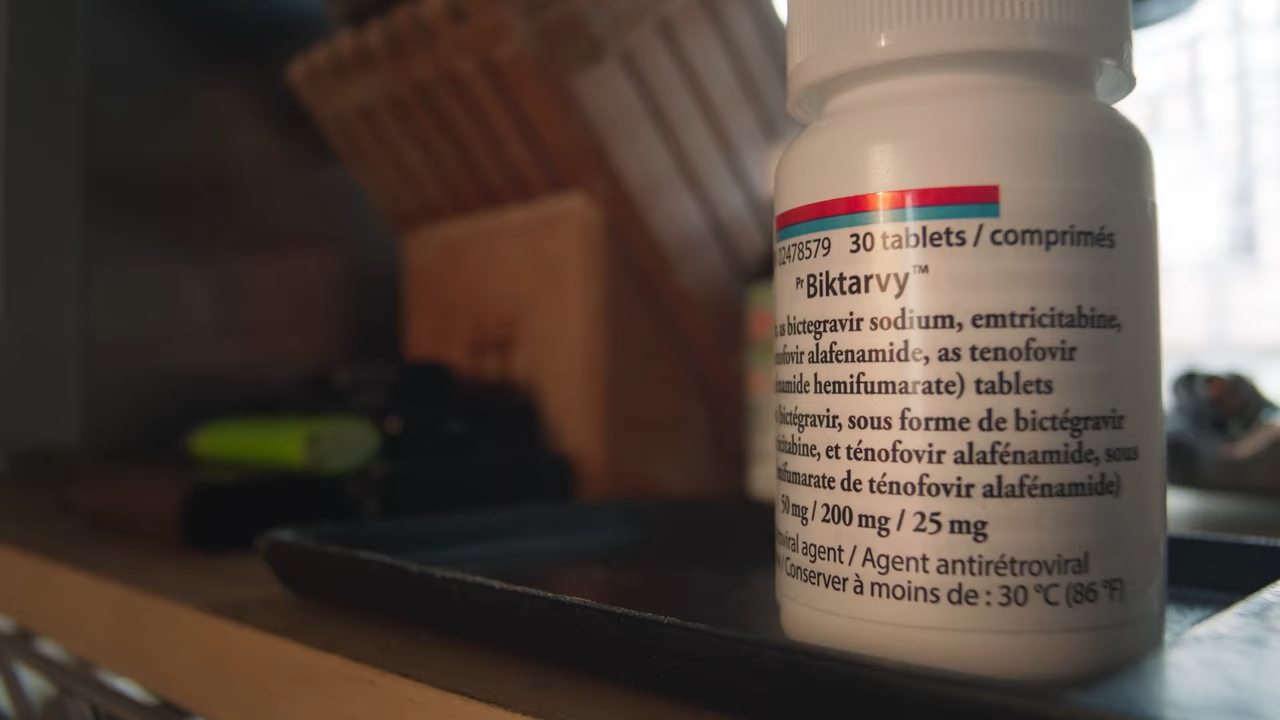 02478579 30 tablets / comprimés
Pr Biktarvy™
as bictegravir sodium, emtricitabine,
alafenamide, as tenofovir
hemifumarate) tablets
bictégravir, sous forme de bictégravir
et ténofovir alafénamide, sous
de ténofovir alafénamide)
50 mg / 200 mg / 25 mg
agent / Agent antirétroviral
/ Conserver à moins de : 30 °C (86 °F)